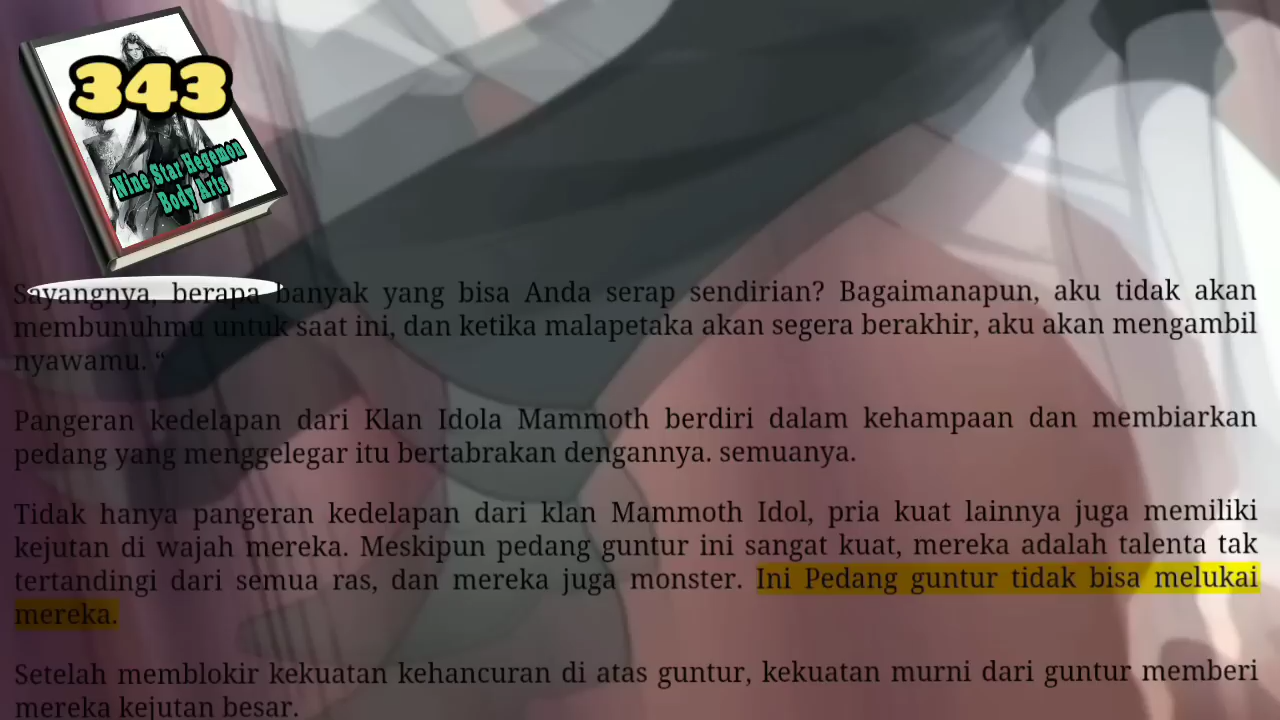 343
Nine Star Hegemon
Body Arts
Sayangnya, berapa banyak yang bisa Anda serap sendirian? Bagaimanapun, aku tidak akan
membunuhmu untuk saat ini, dan ketika malapetaka akan segera berakhir, aku akan mengambil
nyawamu. “
Pangeran kedelapan dari Klan Idola Mammoth berdiri dalam kehampaan dan membiarkan
pedang yang menggelegar itu bertabrakan dengannya. semuanya.
Tidak hanya pangeran kedelapan dari klan Mammoth Idol, pria kuat lainnya juga memiliki
kejutan di wajah mereka. Meskipun pedang guntur ini sangat kuat, mereka adalah talenta tak
tertandingi dari semua ras, dan mereka juga monster. Ini Pedang guntur tidak bisa melukai
mereka.
Setelah memblokir kekuatan kehancuran di atas guntur, kekuatan murni dari guntur memberi
mereka kejutan besar.